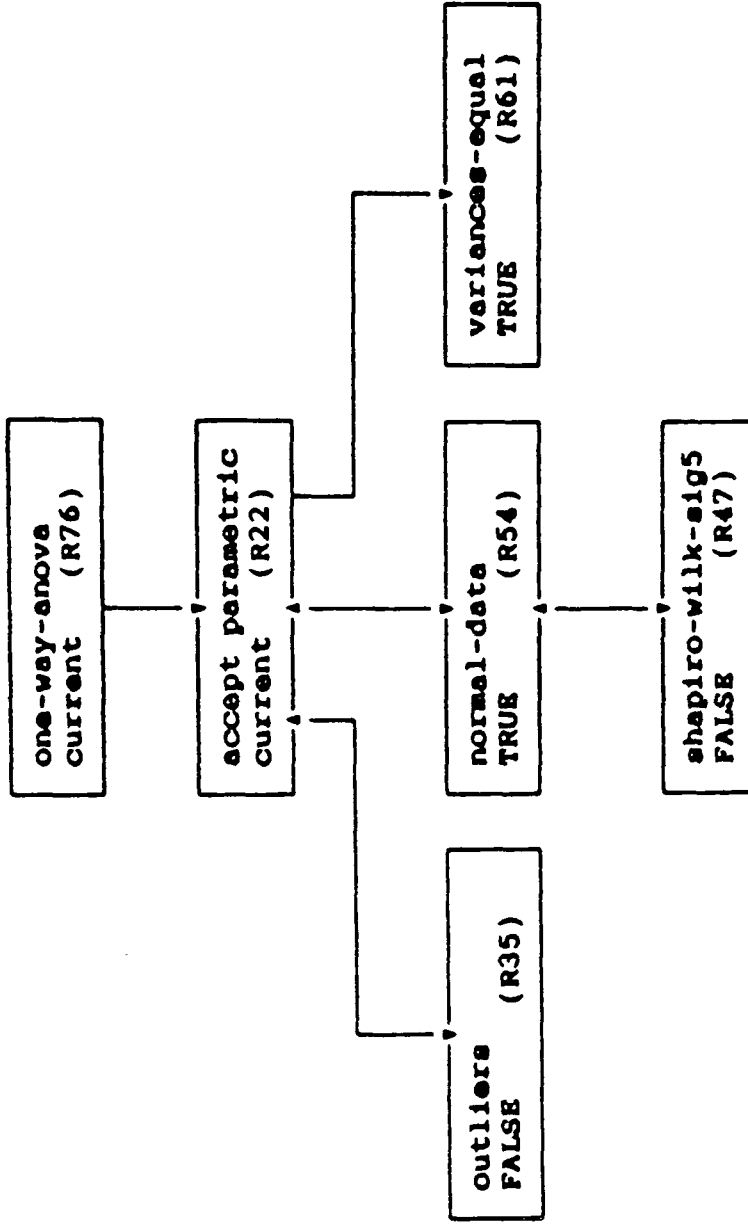 one-way-anova
current (R76)
accept parametric
current (R22)
outliers
FALSE (R35)
normal-data
TRUE (R54)
variances-equal
TRUE (R61)
shapiro-wilk-sig5
FALSE (R47)